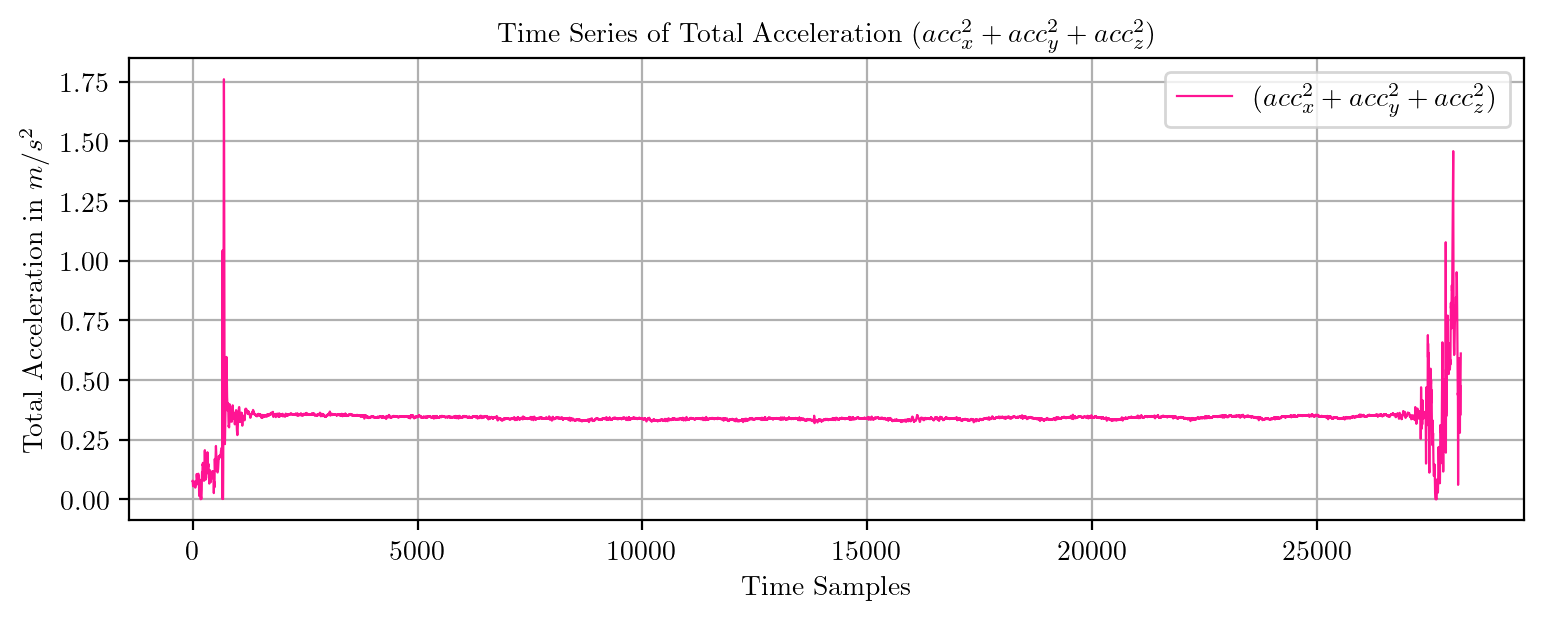 Time Series of Total Acceleration $(acc_x^2 + acc_y^2 + acc_z^2)$
$(acc_x^2 + acc_y^2 + acc_z^2)$
Total Acceleration in $m/s^2$
1.75
1.50
1.25
1.00
0.75
0.50
0.25
0.00
0 5000 10000 15000 20000 25000
Time Samples